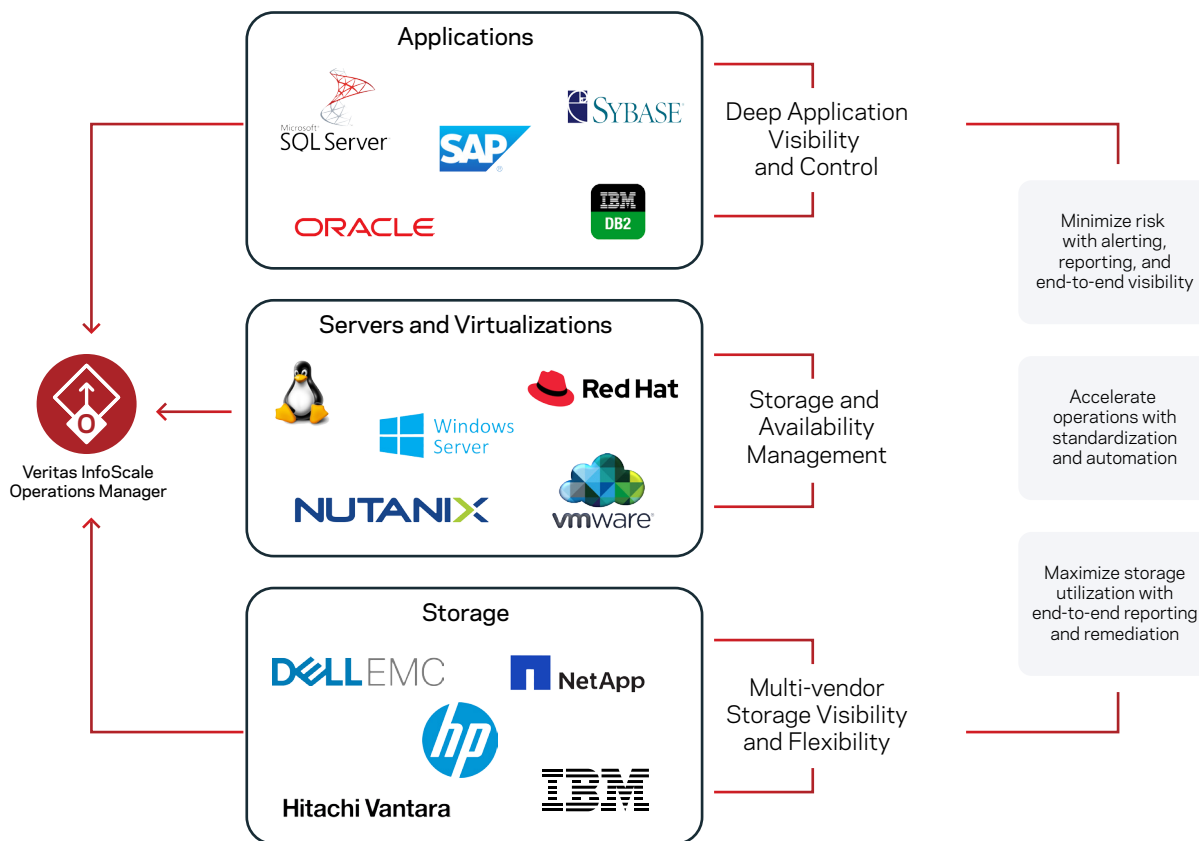 Applications
Microsoft®
SQL Server
SAP®
SYBASE®
ORACLE
IBM
DB2
Deep Application
Visibility
and Control
Minimize risk
with alerting,
reporting, and
end-to-end visibility
Servers and Virtualizations
Red Hat
Windows
Server
NUTANIX
vmware®
Storage and
Availability
Management
Accelerate
operations with
standardization
and automation
O
Veritas InfoScale
Operations Manager
Storage
DELL EMC
NetApp
hp
Hitachi Vantara
IBM
Multi-vendor
Storage Visibility
and Flexibility
Maximize storage
utilization with
end-to-end reporting
and remediation